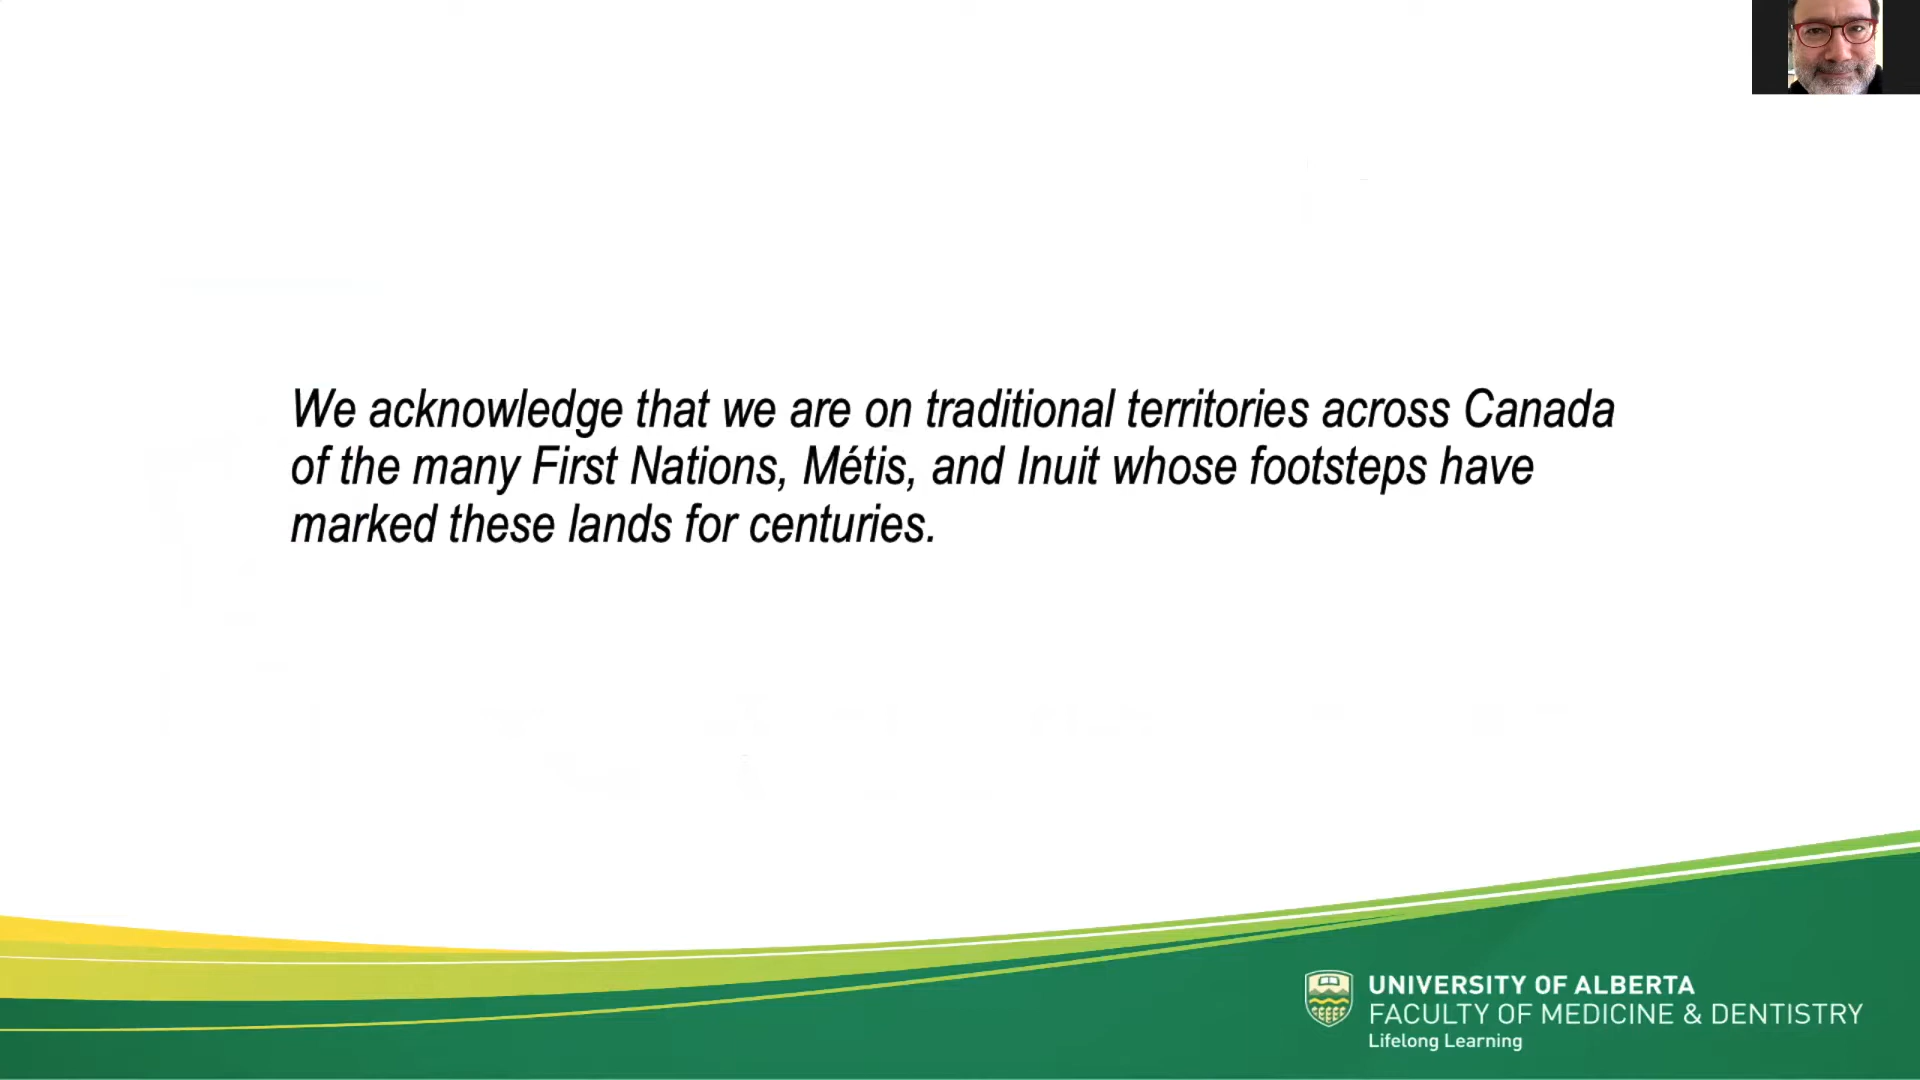 We acknowledge that we are on traditional territories across Canada
of the many First Nations, Métis, and Inuit whose footsteps have
marked these lands for centuries.
UNIVERSITY OF ALBERTA
FACULTY OF MEDICINE & DENTISTRY
Lifelong Learning